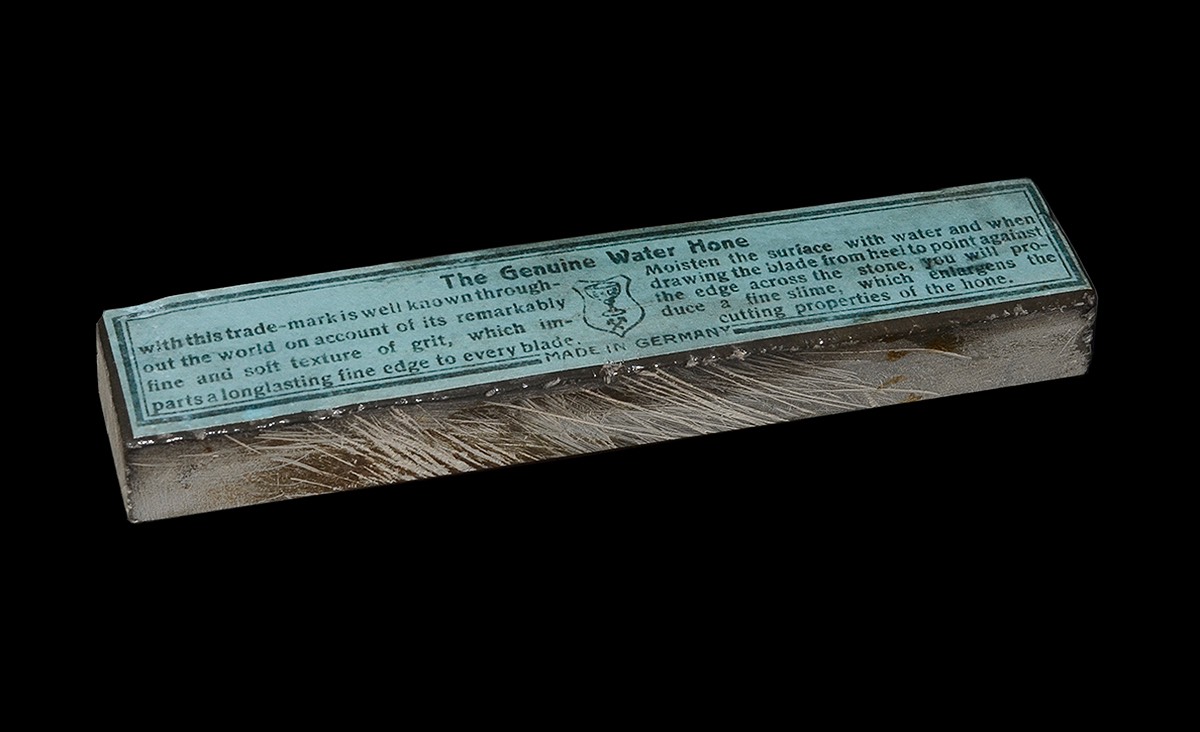 The Genuine Water Hone
with this trade-mark is well known through-
out the world on account of its remarkably
fine and soft texture of grit, which im-
parts a longlasting fine edge to every blade.
Moisten the surface with water and when
drawing the blade from heel to point against
the edge across the stone, you will pro-
duce a fine slime, which enlargens the
cutting properties of the hone.
MADE IN GERMANY